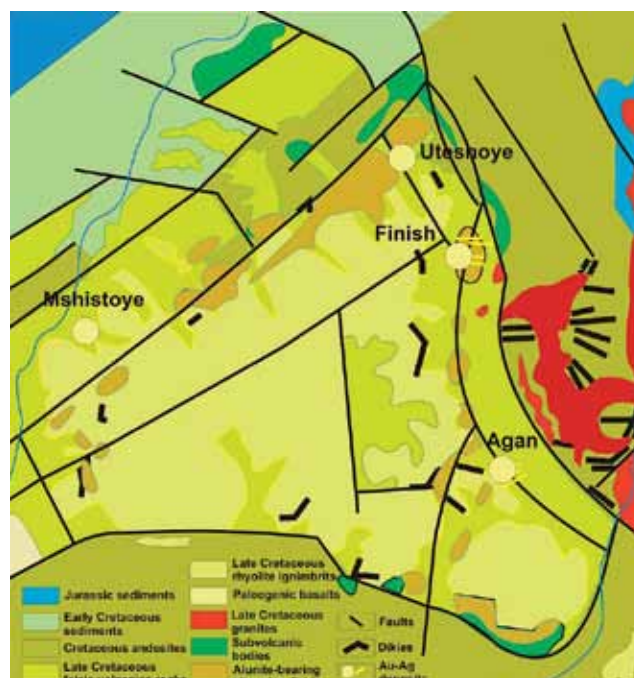 Uteshoye
Finish
Mshistoye
Agan
Late Cretaceous
rhyolite ignimbrits
Jurassic sediments
Paleogenic basalts
Early Cretaceous
sediments
Late Cretaceous
granites
Faults
Cretaceous andesites
Subvolcanic
bodies
Dikies
Late Cretaceous
Alunite-bearing
Au-Ag